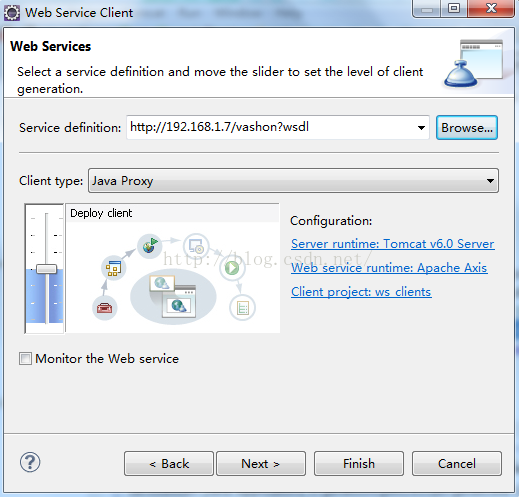 Web Service Client
Web Services
Select a service definition and move the slider to set the level of client
generation.
Service definition:
http://192.168.1.7/vashon?wsdl
Browse...
Client type:
Java Proxy
Deploy client
Configuration:
Server runtime: Tomcat v6.0 Server
Web service runtime: Apache Axis
Client project: ws_clients
http://blog.csdn.net/
Monitor the Web service
?
< Back
Next >
Finish
Cancel